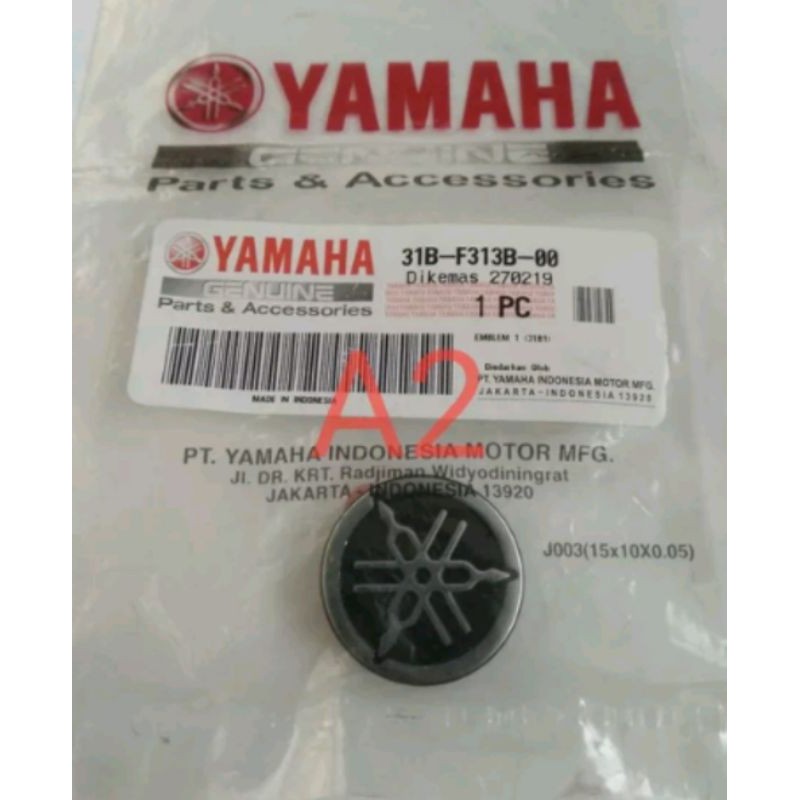 YAMAHA
GENUINE
Parts & Accessories
YAMAHA
GENUINE
Parts & Accessories
31B-F313B-00
Dikemas 270219
1 PC
EMBLEM 1 (31B1)
Diedarkan Oleh
PT. YAMAHA INDONESIA MOTOR MFG.
JAKARTA-INDONESIA 13920
MADE IN INDONESIA
A2
PT. YAMAHA INDONESIA MOTOR MFG.
Jl. DR. KRT. Radjiman Widyodiningrat
JAKARTA - INDONESIA 13920
J003(15x10X0.05)